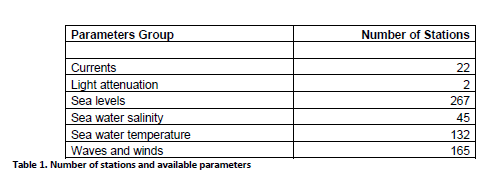 Parameters Group Number of Stations
Currents 22
Light attenuation 2
Sea levels 267
Sea water salinity 45
Sea water temperature 132
Waves and winds 165
Table 1. Number of stations and available parameters